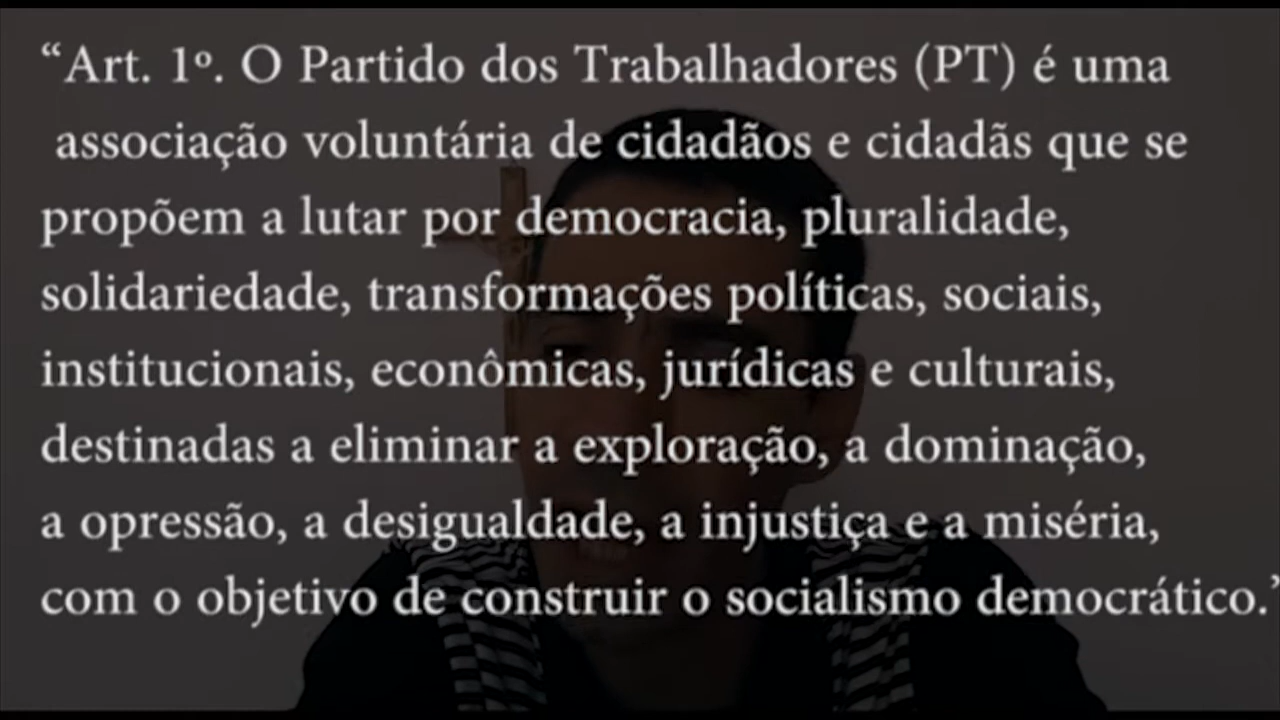 “Art. 1º. O Partido dos Trabalhadores (PT) é uma
associação voluntária de cidadãos e cidadãs que se
propõem a lutar por democracia, pluralidade,
solidariedade, transformações políticas, sociais,
institucionais, econômicas, jurídicas e culturais,
destinadas a eliminar a exploração, a dominação,
a opressão, a desigualdade, a injustiça e a miséria,
com o objetivo de construir o socialismo democrático.”